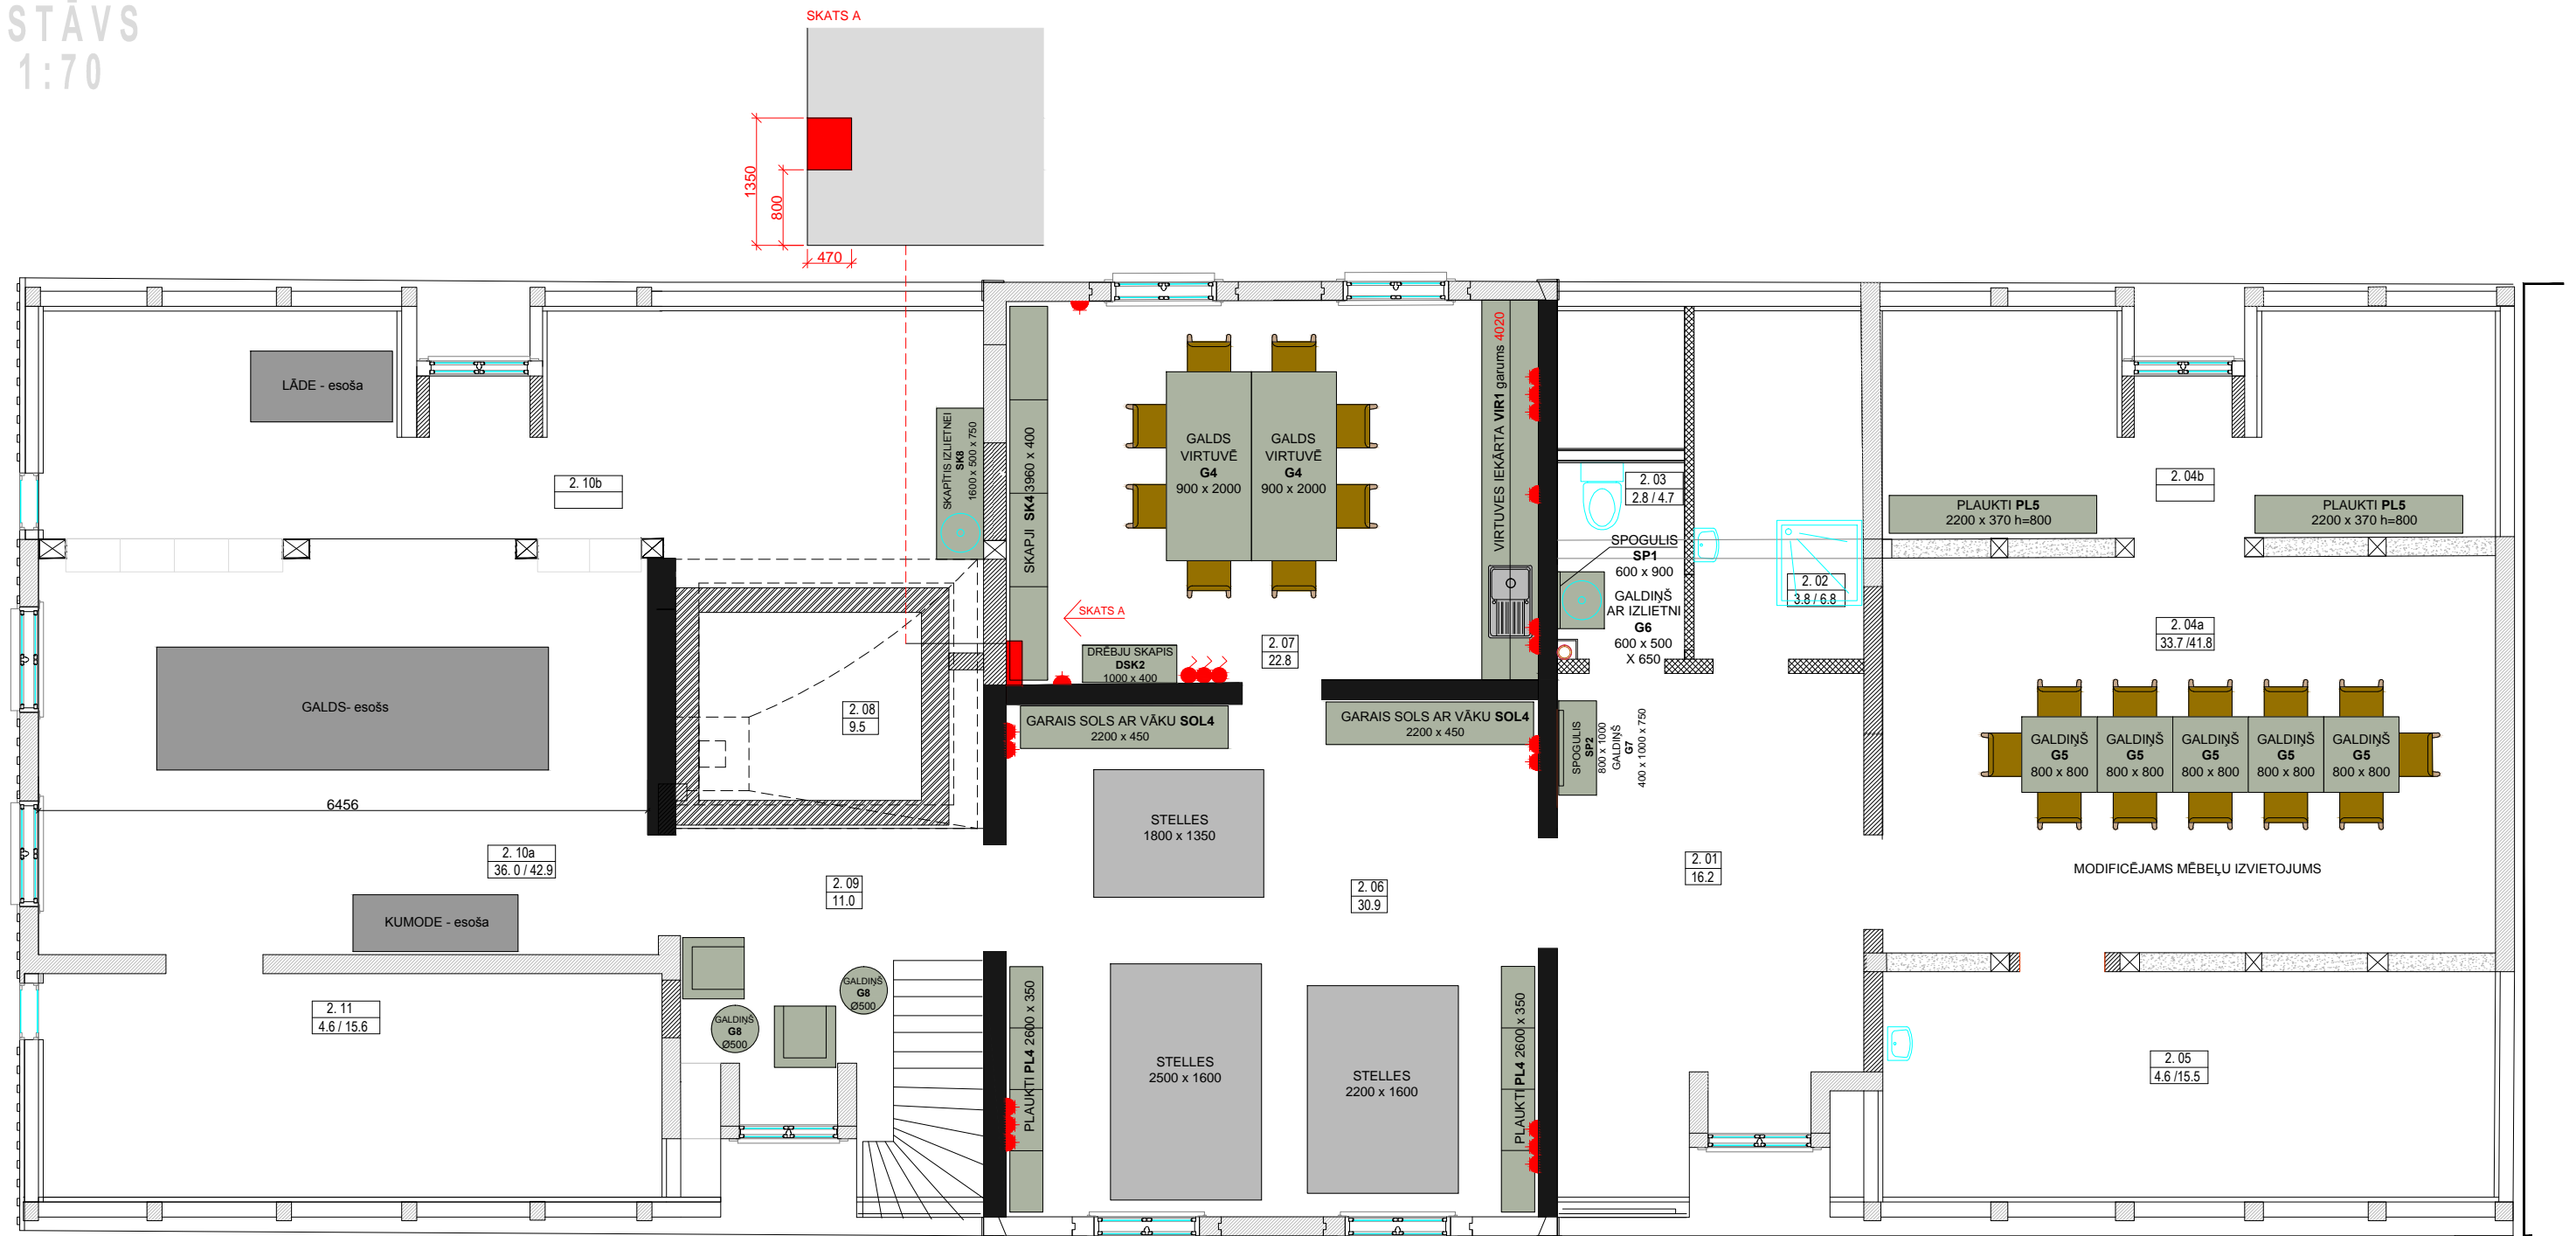 STĀVS
1:70
SKATS A
1350
800
470
LĀDE - esoša
2. 10b
SKAPĪTIS IZLIETNEI
SK8
1600 x 500 x 750
SKAPJI SK4 3960 x 400
GALDS
VIRTUVĒ
G4
900 x 2000
GALDS
VIRTUVĒ
G4
900 x 2000
VIRTUVES IEKĀRTA VIR1 garums 4020
2. 03
2.8 / 4.7
SPOGULIS
SP1
600 x 900
GALDIŅŠ
AR IZLIETNI
G6
600 x 500
X 650
2. 02
3.8 / 6.8
2. 04b
PLAUKTI PL5
2200 x 370 h=800
PLAUKTI PL5
2200 x 370 h=800
SKATS A
DRĒBJU SKAPIS
DSK2
1000 x 400
2. 07
22.8
2. 04a
33.7 /41.8
GALDS- esošs
2. 08
9.5
GARAIS SOLS AR VĀKU SOL4
2200 x 450
GARAIS SOLS AR VĀKU SOL4
2200 x 450
SPOGULIS
SP2
800 x 1000
GALDIŅŠ
G7
400 x 1000 x 750
GALDIŅŠ
G5
800 x 800
GALDIŅŠ
G5
800 x 800
GALDIŅŠ
G5
800 x 800
GALDIŅŠ
G5
800 x 800
GALDIŅŠ
G5
800 x 800
6456
STELLES
1800 x 1350
2. 10a
36. 0 / 42.9
2. 09
11.0
2. 06
30.9
2. 01
16.2
MODIFICĒJAMS MĒBEĻU IZVIETOJUMS
KUMODE - esoša
2. 11
4.6 / 15.6
GALDIŅŠ
G8
Ø500
GALDIŅŠ
G8
Ø500
PLAUKTI PL4 2600 x 350
STELLES
2500 x 1600
STELLES
2200 x 1600
PLAUKTI PL4 2600 x 350
2. 05
4.6 /15.5